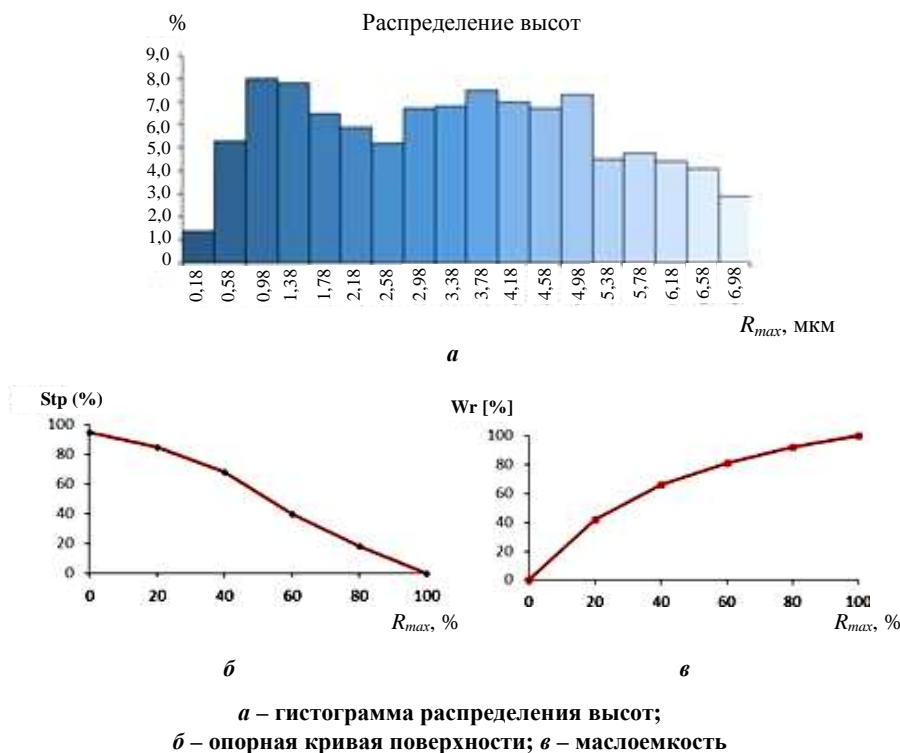 % Распределение высот
9,0
8,0
7,0
6,0
5,0
4,0
3,0
2,0
1,0
0
0,18 0,58 0,98 1,38 1,78 2,18 2,58 2,98 3,38 3,78 4,18 4,58 4,98 5,38 5,78 6,18 6,58 6,98
Rmax, мкм
а
Stp (%)
100
80
60
40
20
0
0 20 40 60 80 100
Rmax, %
б
Wr [%]
100
80
60
40
20
0
0 20 40 60 80 100
Rmax, %
в
а – гистограмма распределения высот;
б – опорная кривая поверхности; в – маслоемкость